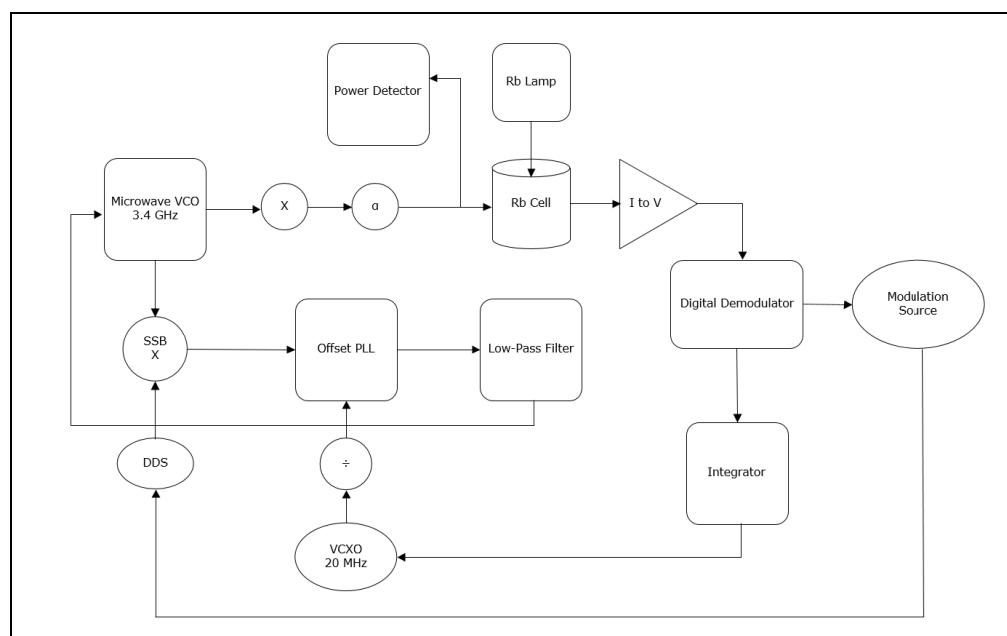 Power Detector
Rb Lamp
Microwave VCO
3.4 GHz
X
α
Rb Cell
I to V
Digital Demodulator
Modulation
Source
SSB
X
Offset PLL
Low-Pass Filter
DDS
÷
Integrator
VCXO
20 MHz